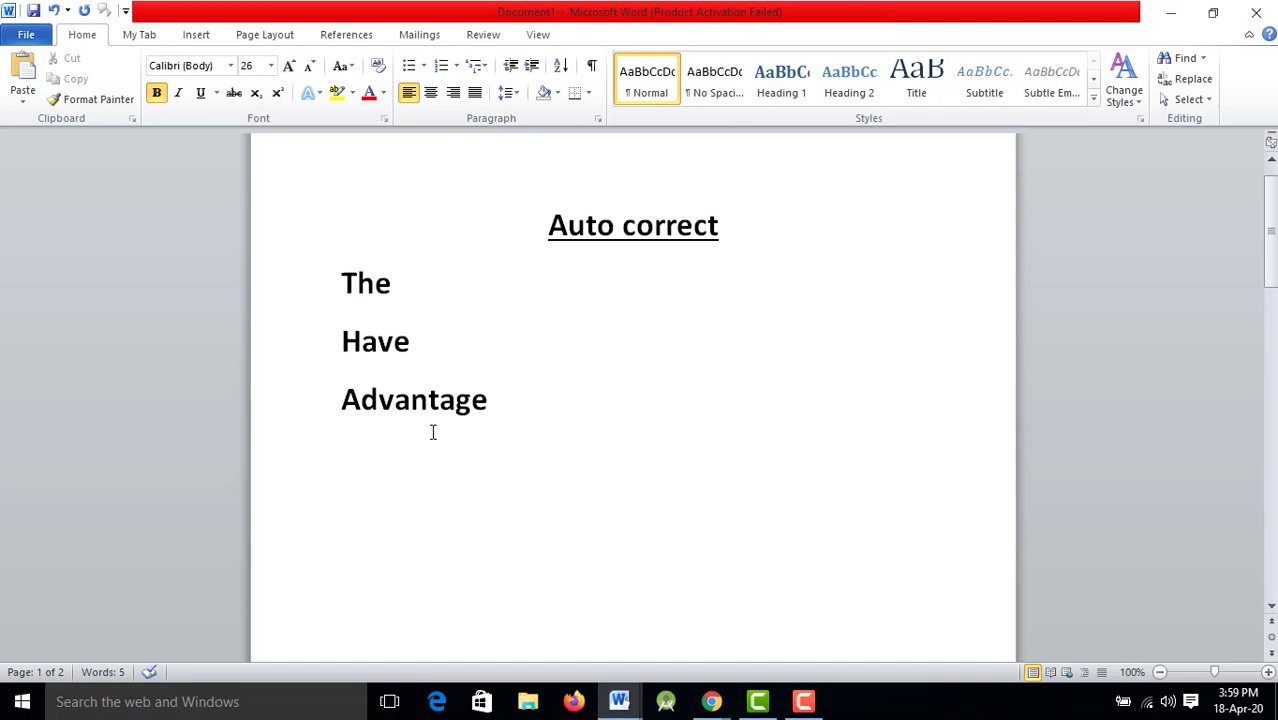 Document1 - Microsoft Word (Product Activation Failed)
File Home My Tab Insert Page Layout References Mailings Review View
Paste
Cut
Copy
Format Painter
Clipboard
Calibri (Body) 26
Font
Paragraph
AaBbCcDc AaBbCcDc AaBbC AaBbCc AaB AaBbCc. AaBbCcDc
¶ Normal ¶ No Spaci... Heading 1 Heading 2 Title Subtitle Subtle Em...
Change Styles
Styles
Find
Replace
Select
Editing
Auto correct
The
Have
Advantage
Page: 1 of 2 Words: 5 100%
Search the web and Windows
3:59 PM
18-Apr-20